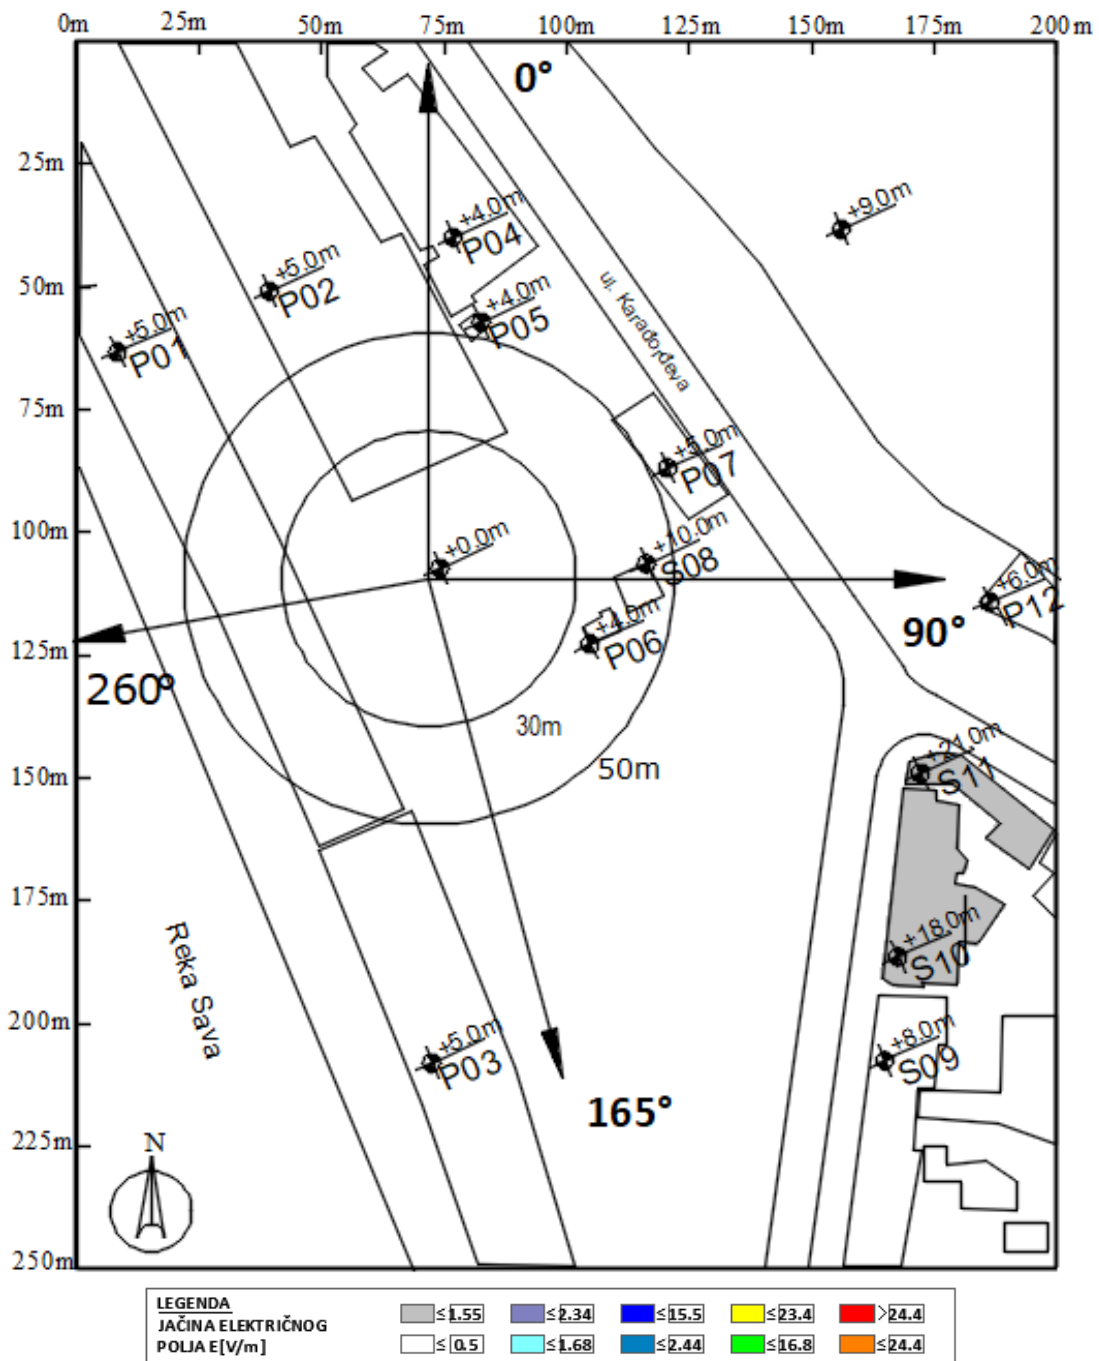 0m 25m 50m 75m 100m 125m 150m 175m 200m
0°
25m
+4.0m
P04
+9.0m
50m
+5.0m
P02
+4.0m
P05
ul. Karađorđeva
+5.0m
P01
75m
+5.0m
P07
100m
+0.0m
+10.0m
S08
+6.0m
P12
+4.0m
P06
90°
125m
260°
30m
50m
150m
+21.0m
S11
175m
Reka Sava
+18.0m
S10
200m
+5.0m
P03
+8.0m
S09
165°
225m
N
250m
LEGENDA
JAČINA ELEKTRIČNOG
POLJA E[V/m]
≤1.55 ≤2.34 ≤15.5 ≤23.4 >24.4
≤ 0.5 ≤1.68 ≤2.44 ≤16.8 ≤24.4